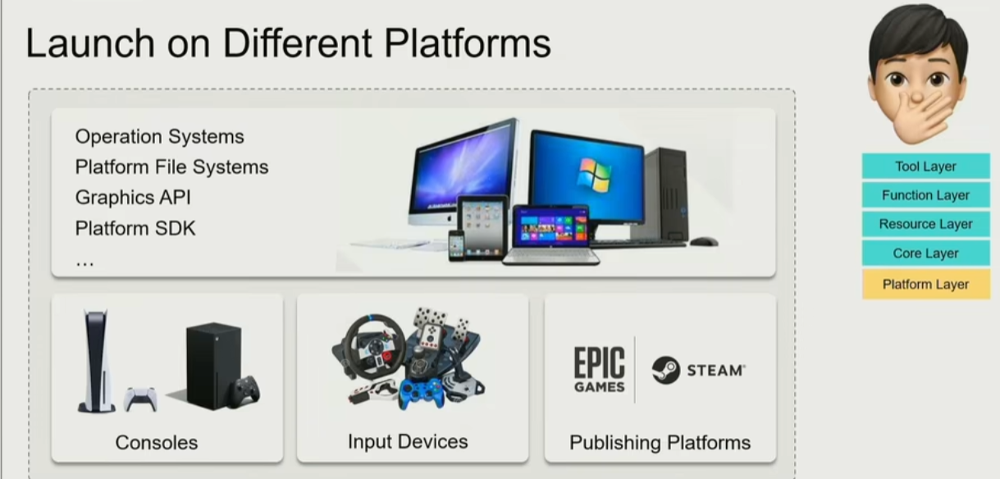 Launch on Different Platforms
Operation Systems
Platform File Systems
Graphics API
Platform SDK
...
Consoles
Input Devices
EPIC
GAMES
STEAM®
Publishing Platforms
Tool Layer
Function Layer
Resource Layer
Core Layer
Platform Layer